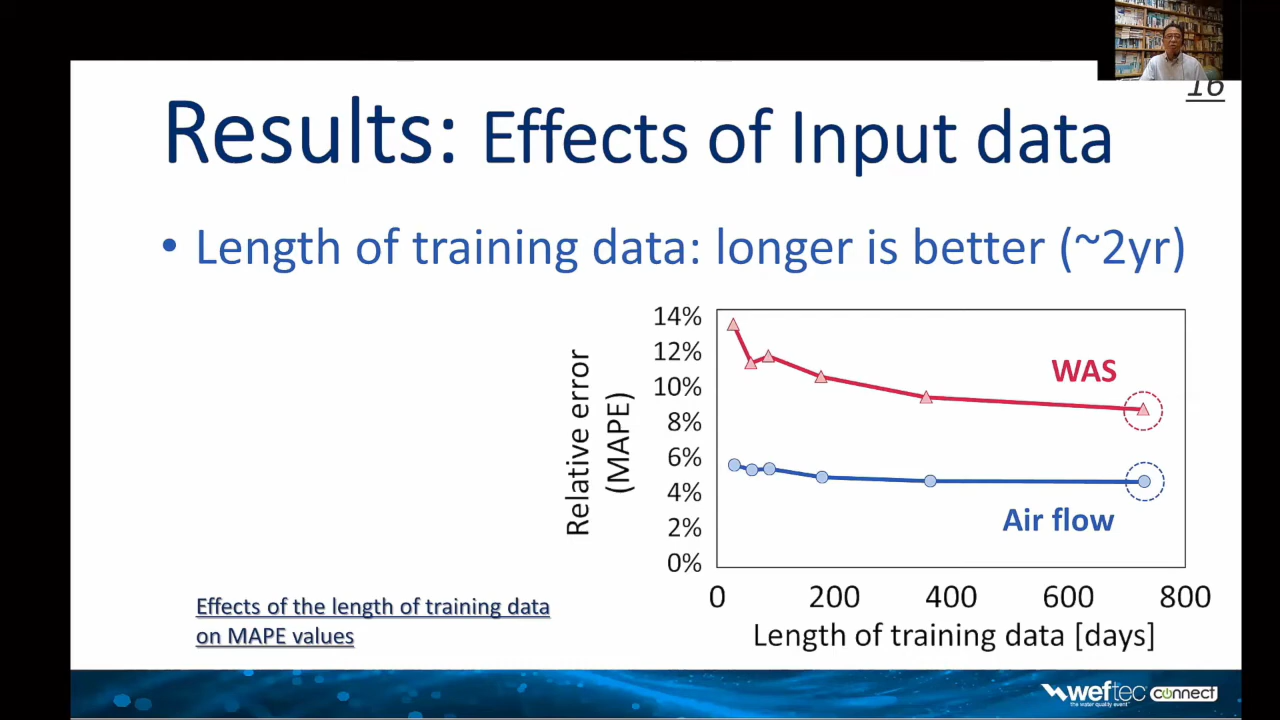 16
Results: Effects of Input data
• Length of training data: longer is better (~2yr)
Relative error
(MAPE)
14%
12%
10%
8%
6%
4%
2%
0%
WAS
Air flow
0 200 400 600 800
Length of training data [days]
Effects of the length of training data
on MAPE values
weftec connect
the water quality event